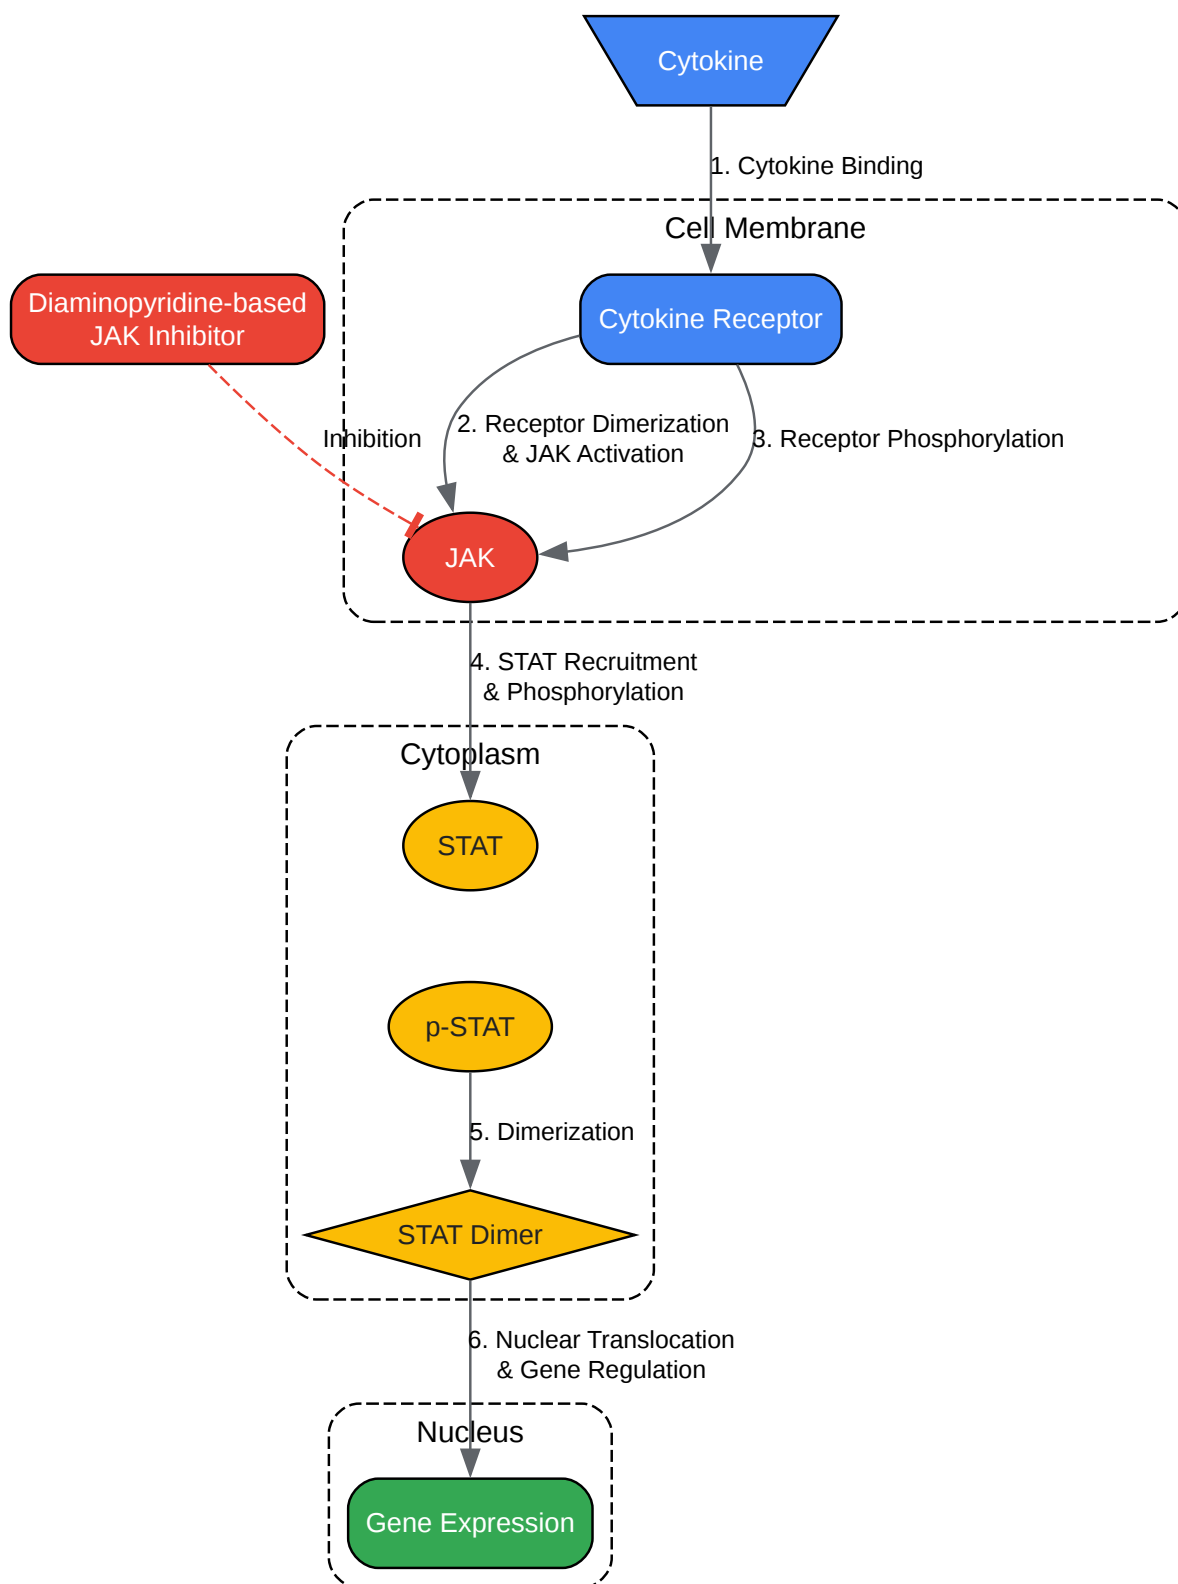 Cytokine
1. Cytokine Binding
Cell Membrane
Diaminopyridine-based
JAK Inhibitor
Cytokine Receptor
Inhibition
2. Receptor Dimerization
& JAK Activation
3. Receptor Phosphorylation
JAK
4. STAT Recruitment
& Phosphorylation
Cytoplasm
STAT
p-STAT
5. Dimerization
STAT Dimer
6. Nuclear Translocation
& Gene Regulation
Nucleus
Gene Expression